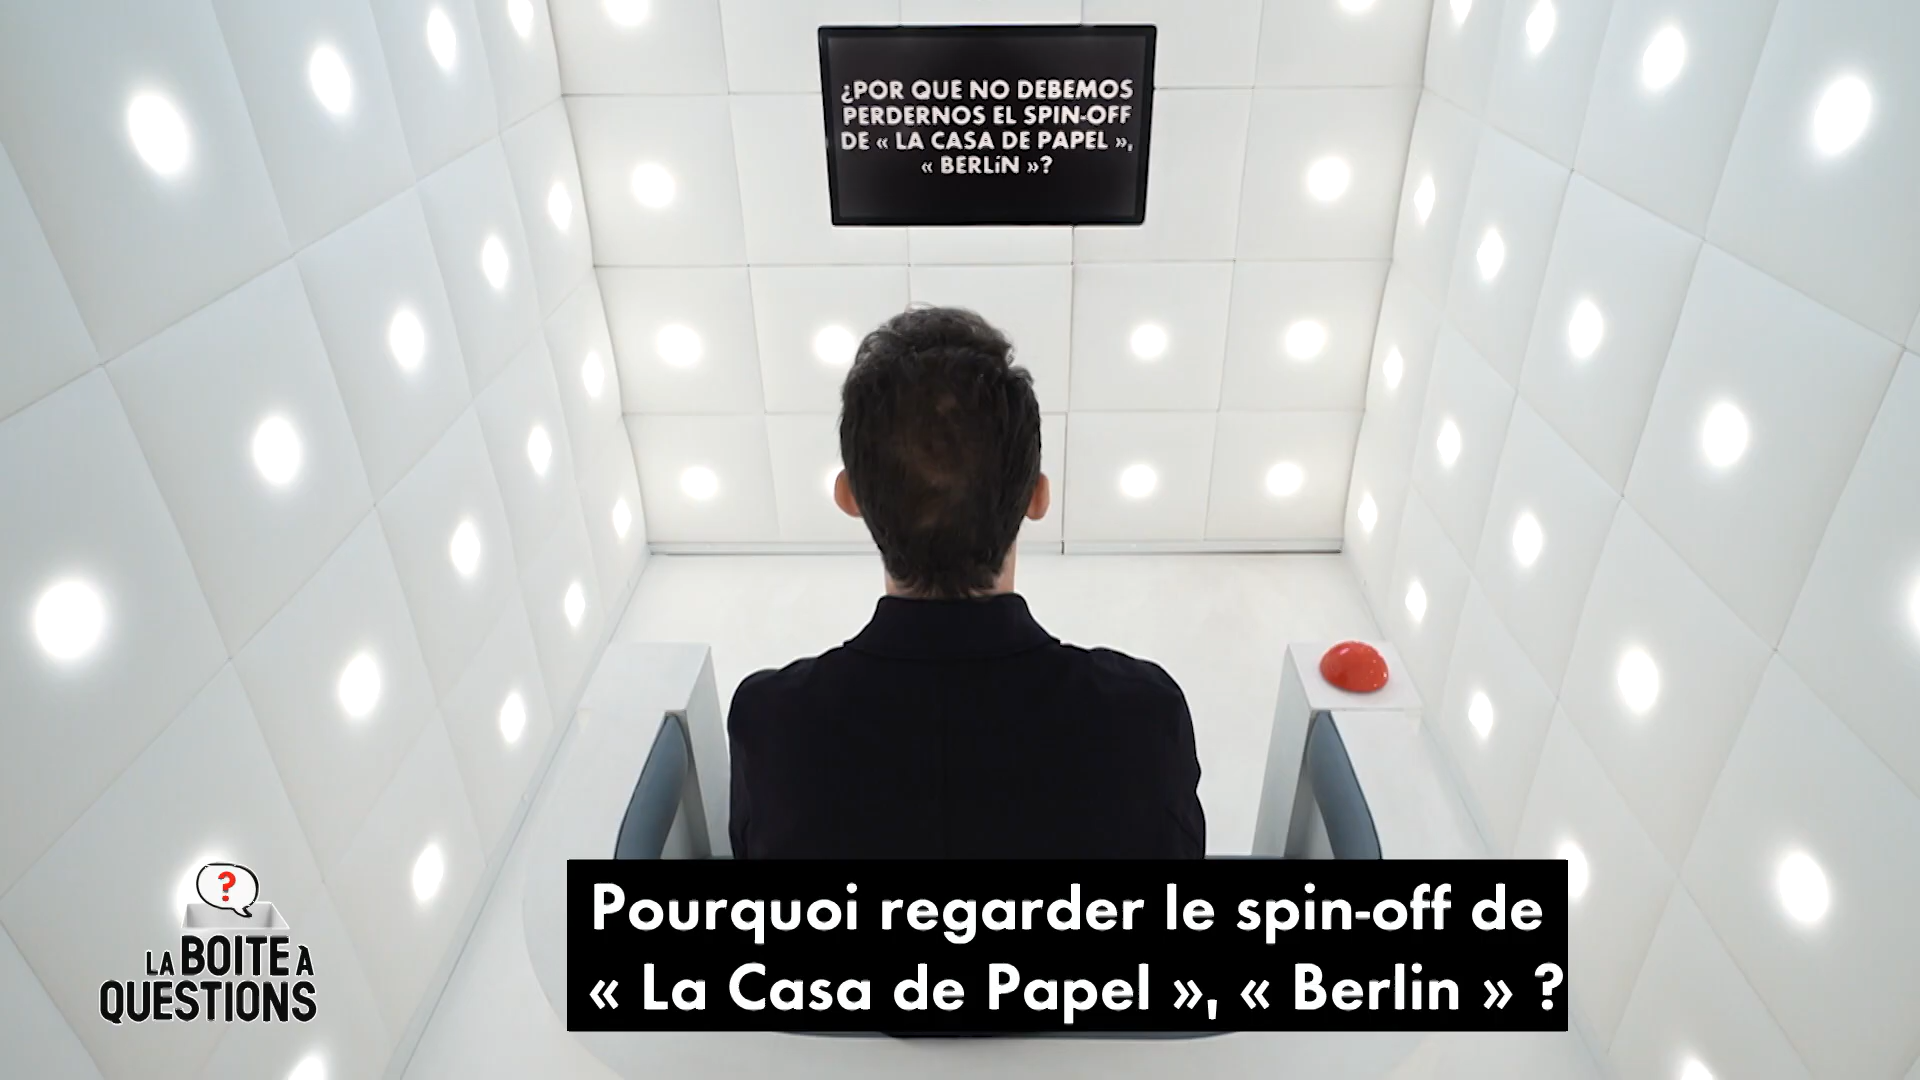 ¿POR QUE NO DEBEMOS
PERDERNOS EL SPIN-OFF
DE « LA CASA DE PAPEL »,
« BERLíN »?
?
LA BOITE À
QUESTIONS
Pourquoi regarder le spin-off de
« La Casa de Papel », « Berlin » ?